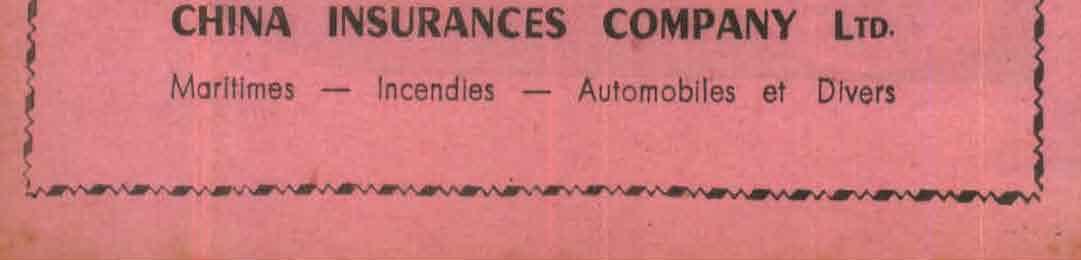 CHINA INSURANCES COMPANY LTD.
Maritimes — Incendies — Automobiles et Divers